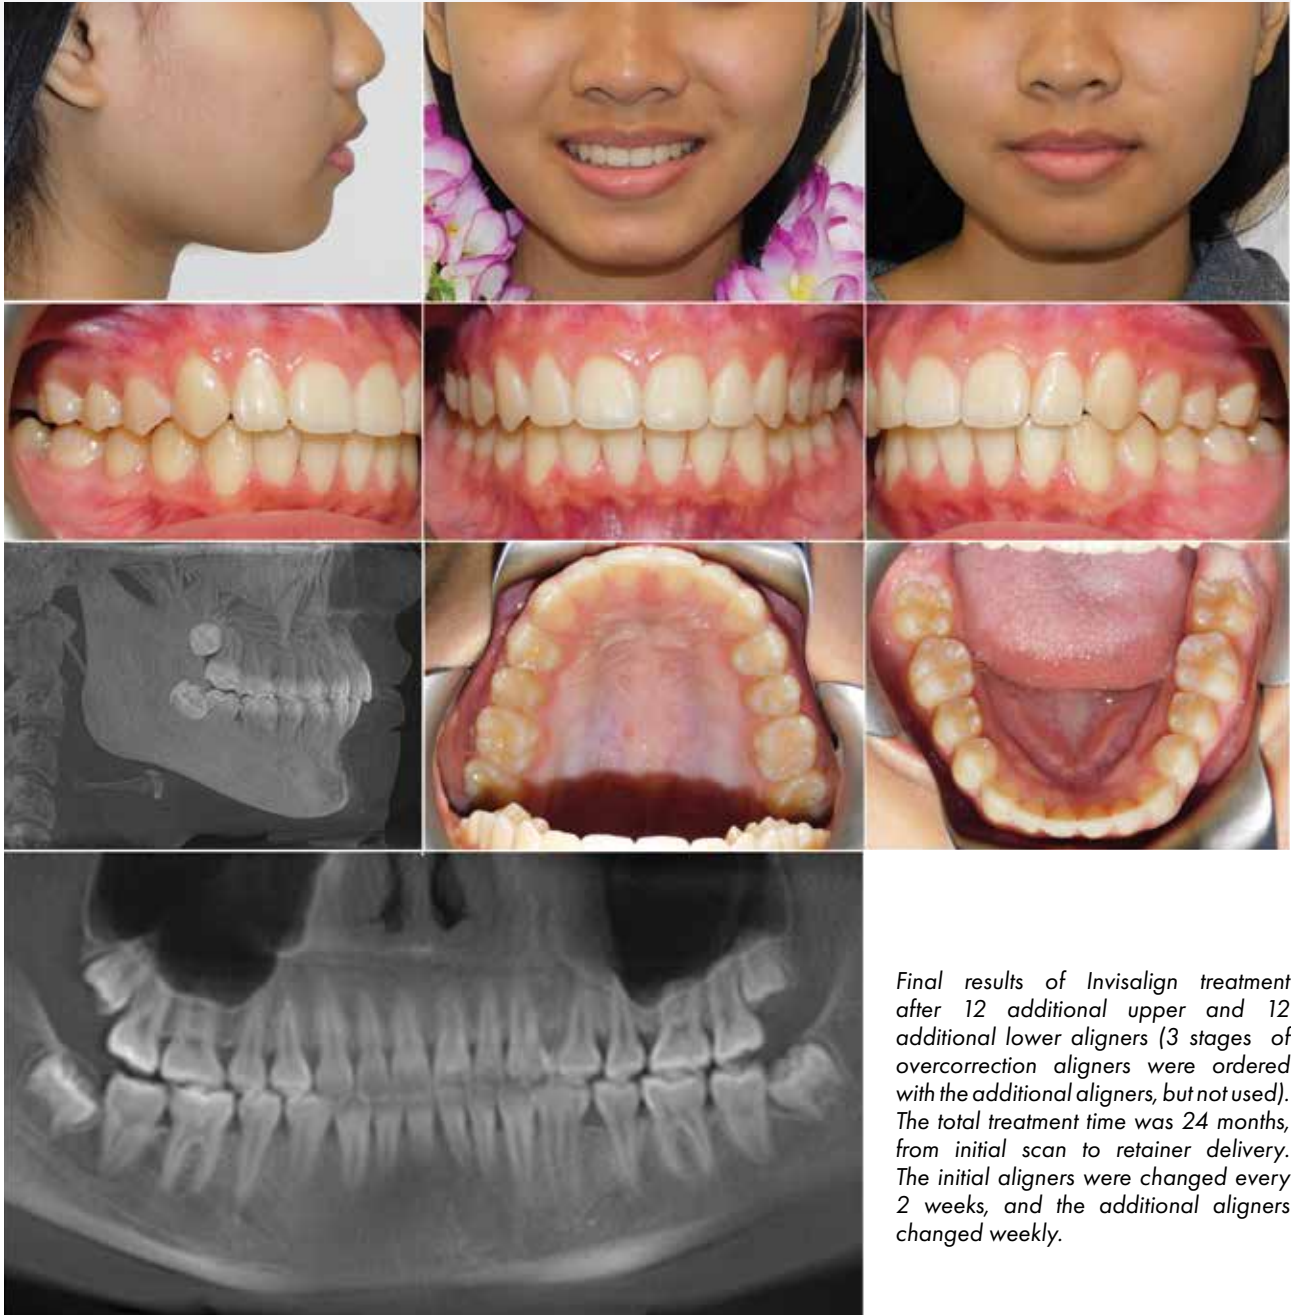 Final results of Invisalign treatment
after 12 additional upper and 12
additional lower aligners (3 stages of
overcorrection aligners were ordered
with the additional aligners, but not used).
The total treatment time was 24 months,
from initial scan to retainer delivery.
The initial aligners were changed every
2 weeks, and the additional aligners
changed weekly.